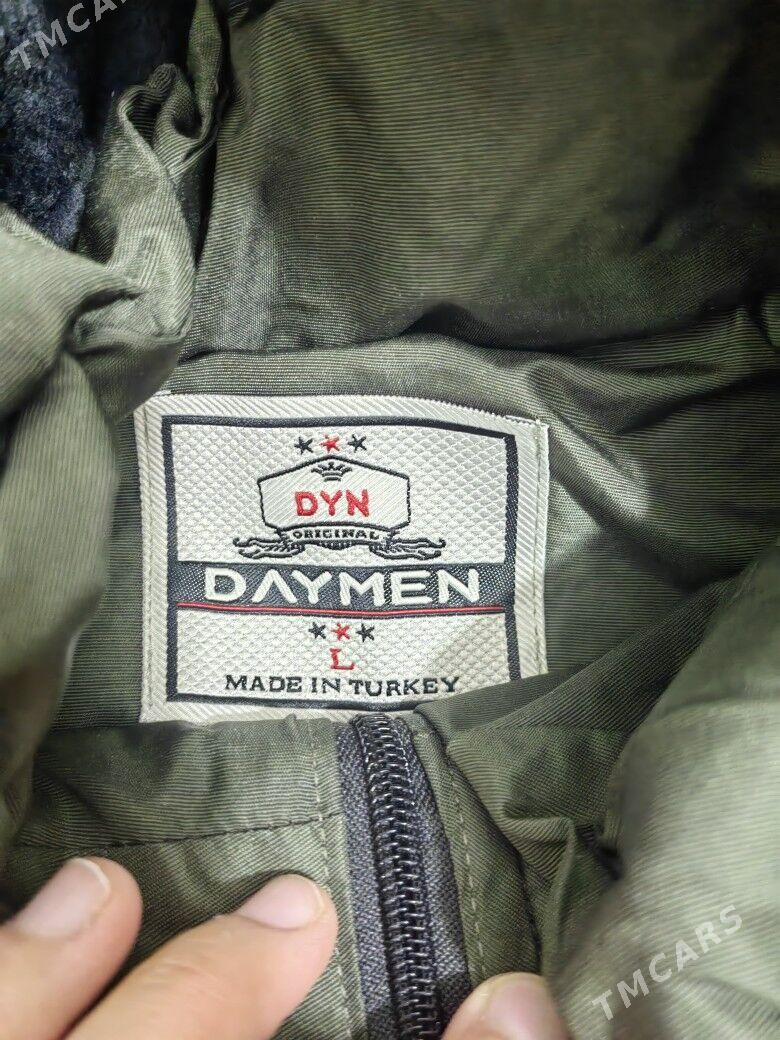 TMCARS
DYN
ORIGINAL
DAYMEN
L
MADE IN TURKEY
TMCARS